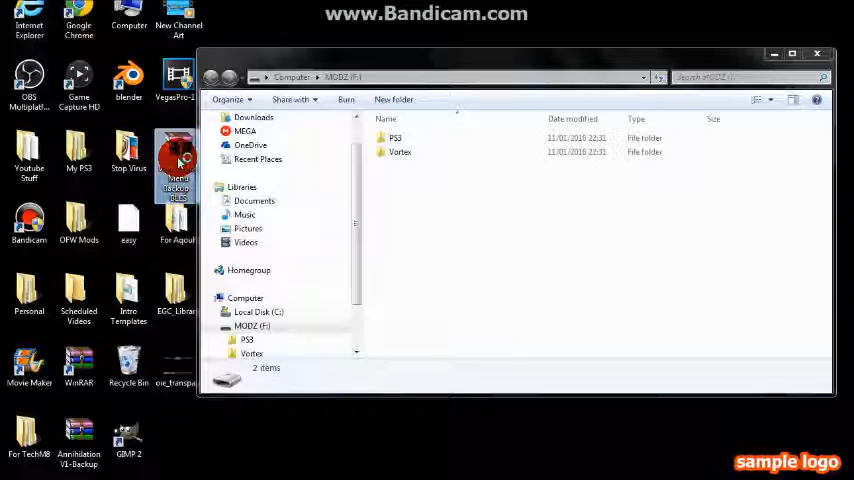 www.Bandicam.com
Internet Explorer
Google Chrome
Computer
New Channel Art
OBS Multiplatf...
Game Capture HD
blender
VegasPro-1
Youtube Stuff
My PS3
Stop Virus
Menu Backup
BLES
Bandicam
OFW Mods
easy
Personal
Scheduled Videos
Intro Templates
EGC_Librar
Movie Maker
WinRAR
Recycle Bin
For TechM8
Annihilation V1-Backup
GIMP 2
Computer
MODZ (F:)
Search MODZ (F:)
Organize
Share with
Burn
New folder
Downloads
MEGA
OneDrive
Recent Places
Libraries
Documents
Music
Pictures
Videos
Homegroup
Computer
Local Disk (C:)
MODZ (F:)
PS3
Vortex
Name
Date modified
Type
Size
PS3
11/01/2016 22:31
File folder
Vortex
11/01/2016 22:31
File folder
2 items
sample logo